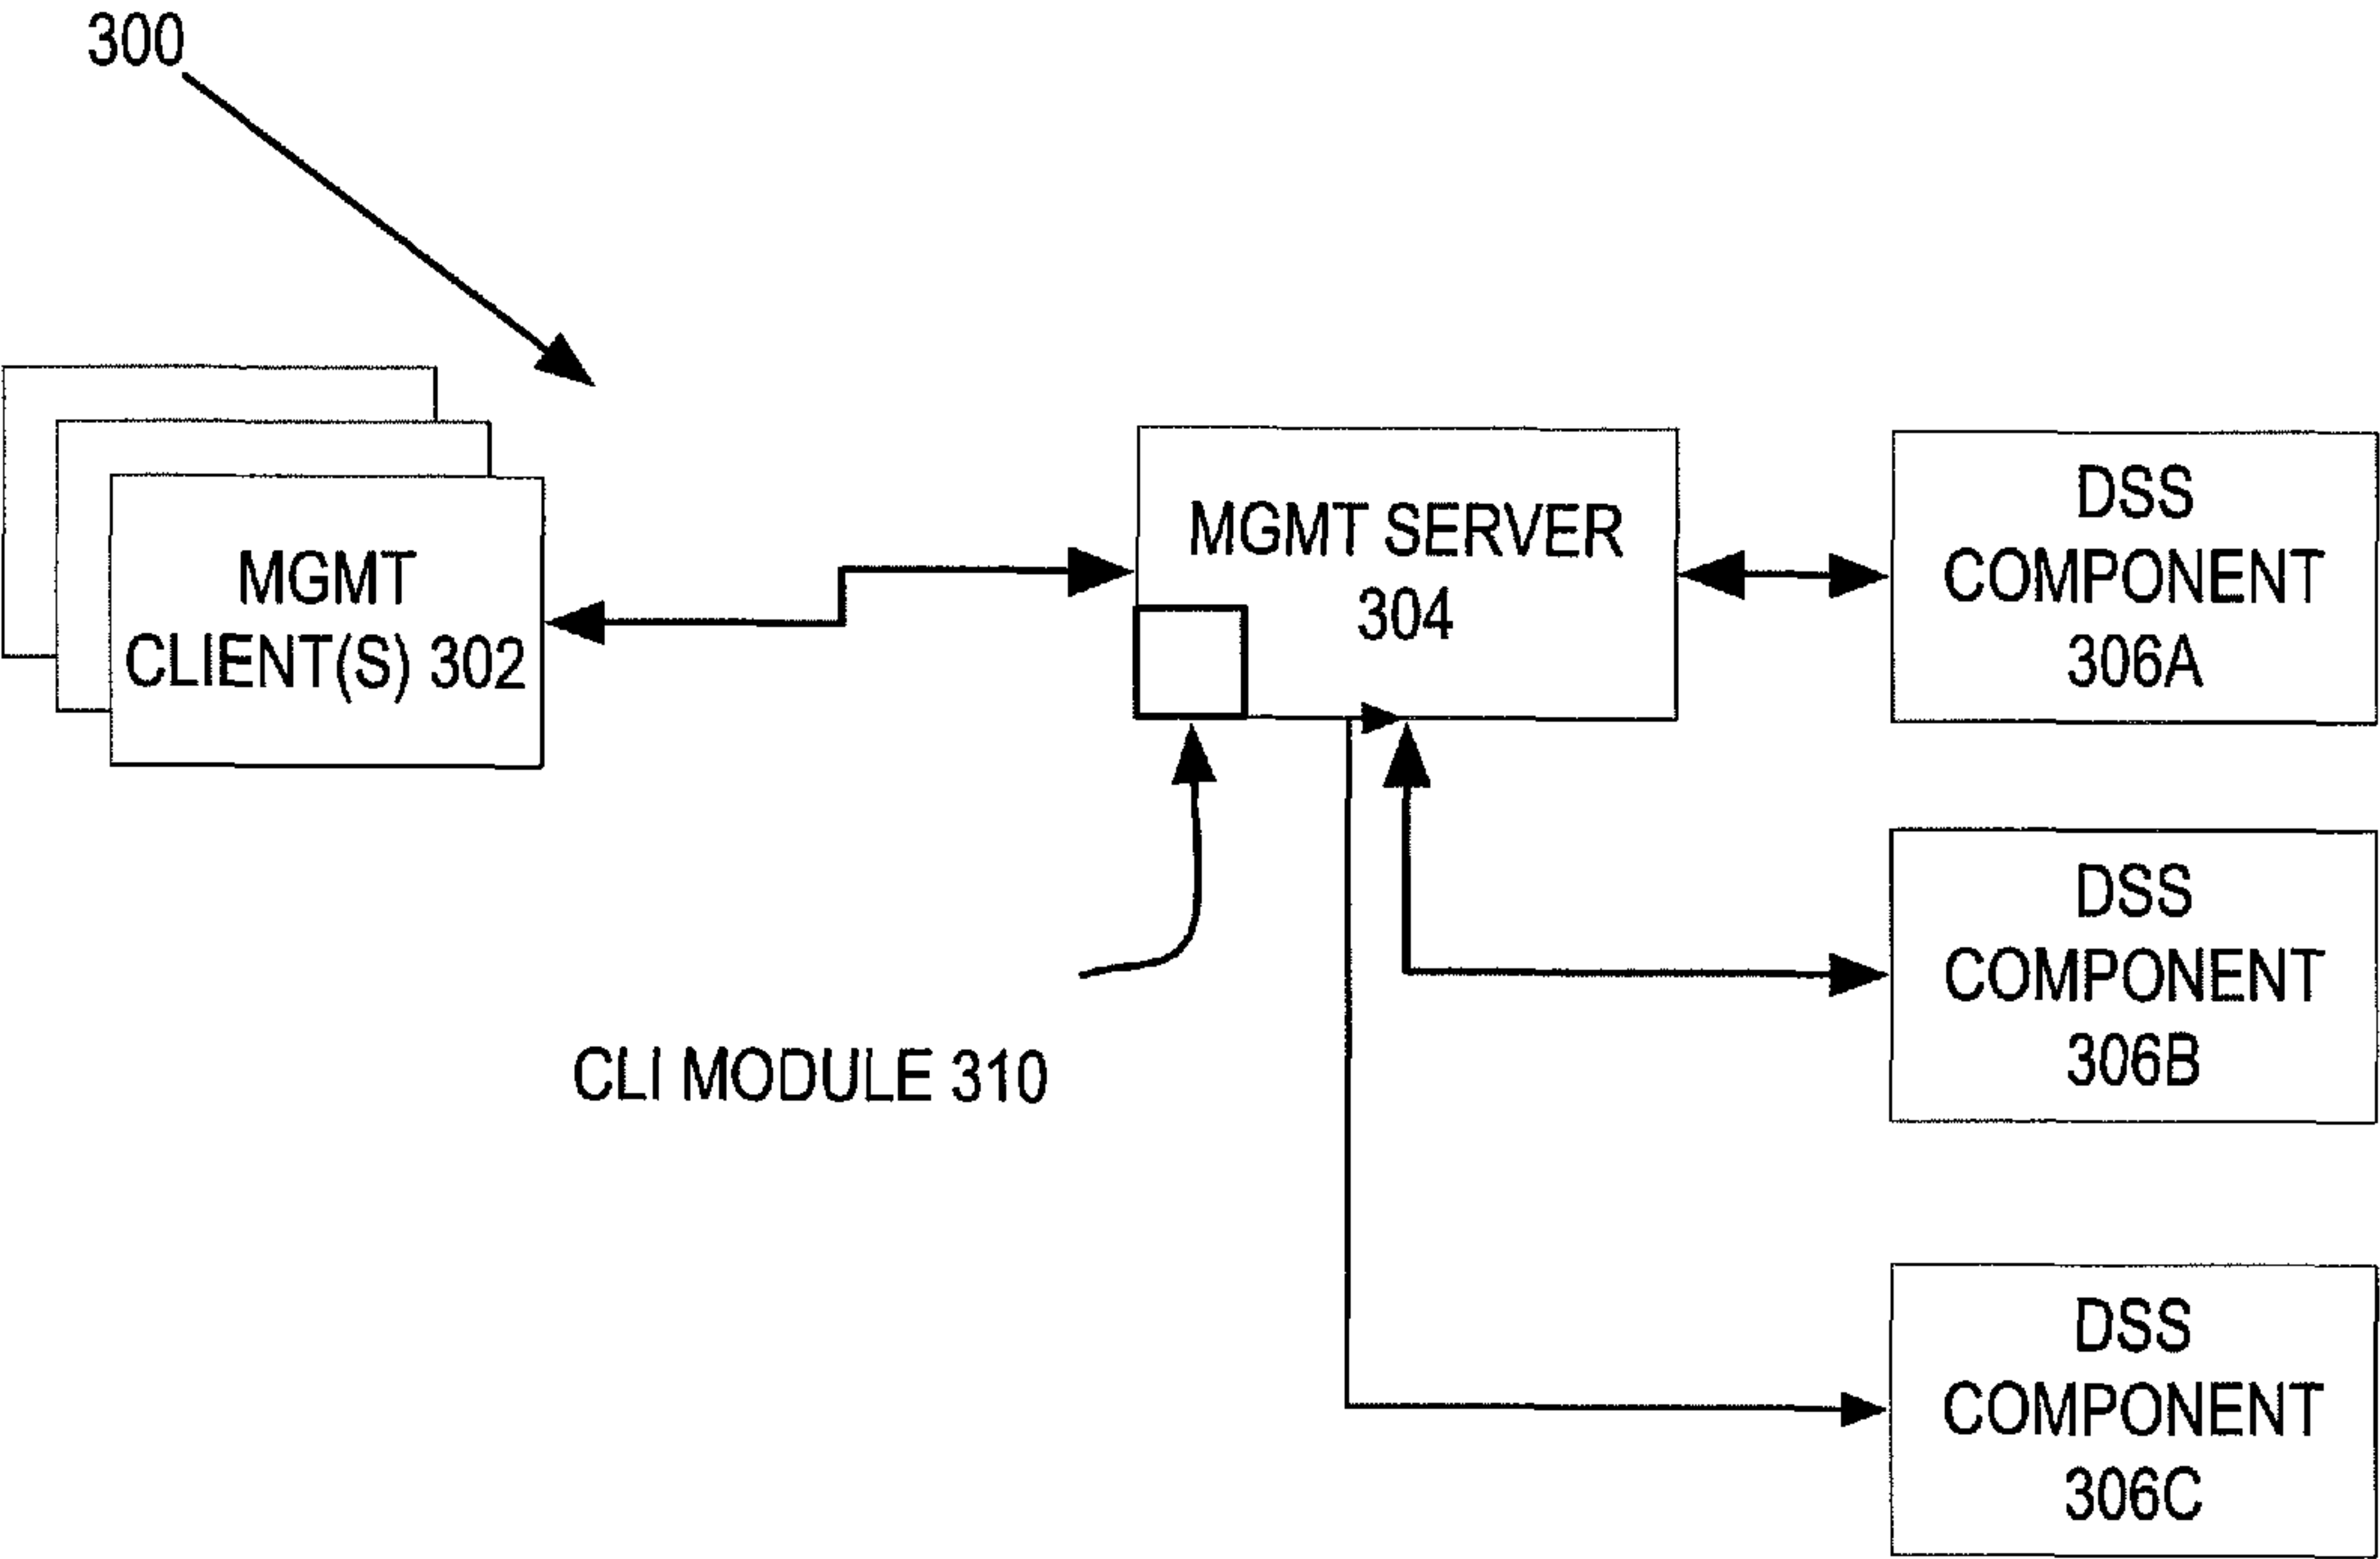 300
MGMT
CLIENT(S) 302
MGMT SERVER
304
DSS
COMPONENT
306A
DSS
COMPONENT
306B
CLI MODULE 310
DSS
COMPONENT
306C